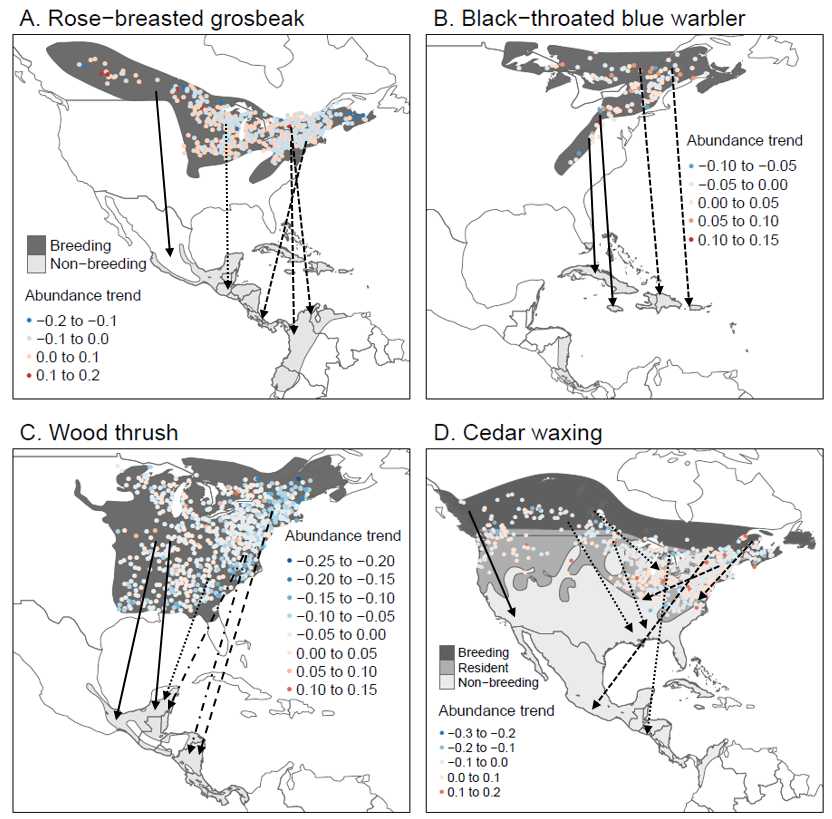 A. Rose−breasted grosbeak
Breeding
Non−breeding
Abundance trend
−0.2 to −0.1
−0.1 to 0.0
0.0 to 0.1
0.1 to 0.2
B. Black−throated blue warbler
Abundance trend
−0.10 to −0.05
−0.05 to 0.00
0.00 to 0.05
0.05 to 0.10
0.10 to 0.15
C. Wood thrush
Abundance trend
−0.25 to −0.20
−0.20 to −0.15
−0.15 to −0.10
−0.10 to −0.05
−0.05 to 0.00
0.00 to 0.05
0.05 to 0.10
0.10 to 0.15
D. Cedar waxing
Breeding
Resident
Non−breeding
Abundance trend
−0.3 to −0.2
−0.2 to −0.1
−0.1 to 0.0
0.0 to 0.1
0.1 to 0.2